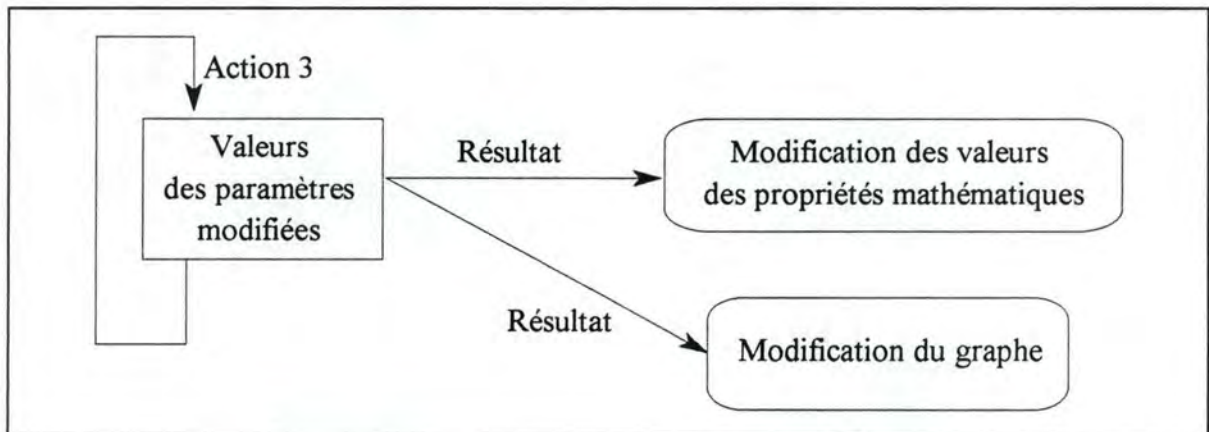 Action 3
Valeurs
des paramètres
modifiées
Résultat
Modification des valeurs
des propriétés mathématiques
Résultat
Modification du graphe